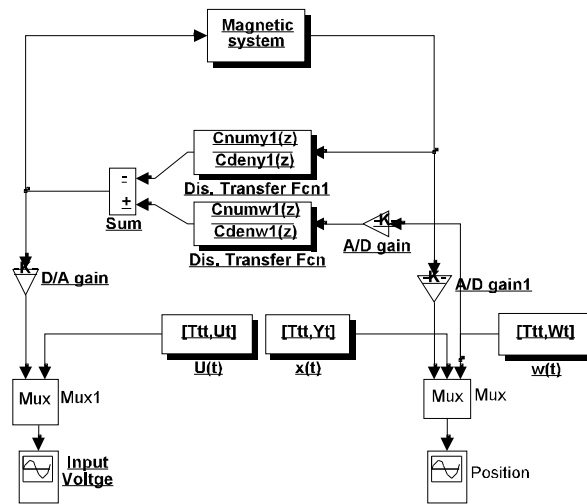 Magnetic
system
Cnumy1(z)
Cdeny1(z)
Dis. Transfer Fcn1
-
+
Sum
Cnumw1(z)
Cdenw1(z)
Dis. Transfer Fcn
-K-
A/D gain
-K-
D/A gain
-K-
A/D gain1
[Ttt,Ut]
U(t)
[Ttt,Yt]
x(t)
[Ttt,Wt]
w(t)
Mux
Mux1
Mux
Mux
Input
Voltge
Position